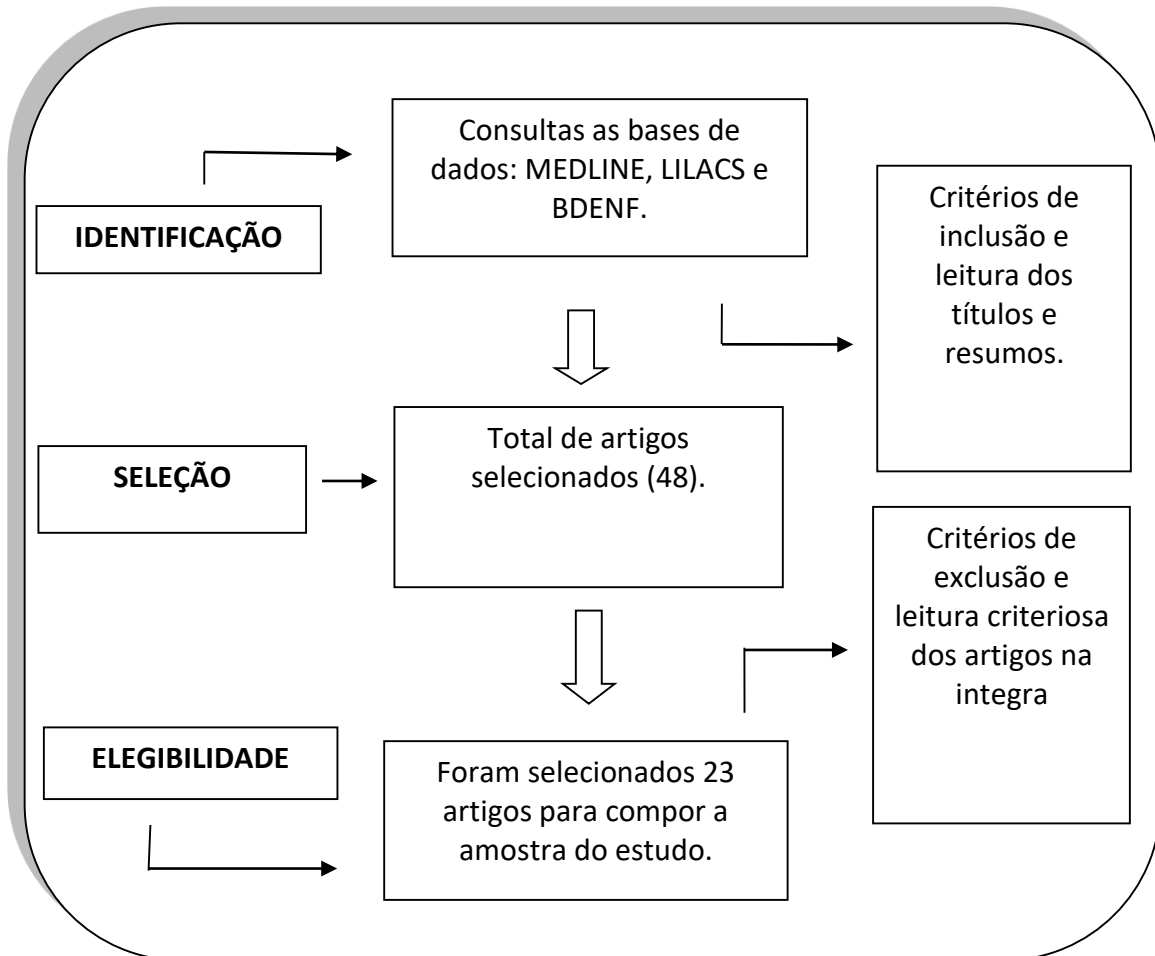 Consultas as bases de
dados: MEDLINE, LILACS e
BDENF.
IDENTIFICAÇÃO
Critérios de
inclusão e
leitura dos
títulos e
resumos.
Total de artigos
selecionados (48).
SELEÇÃO
Critérios de
exclusão e
leitura criteriosa
dos artigos na
integra
ELEGIBILIDADE
Foram selecionados 23
artigos para compor a
amostra do estudo.